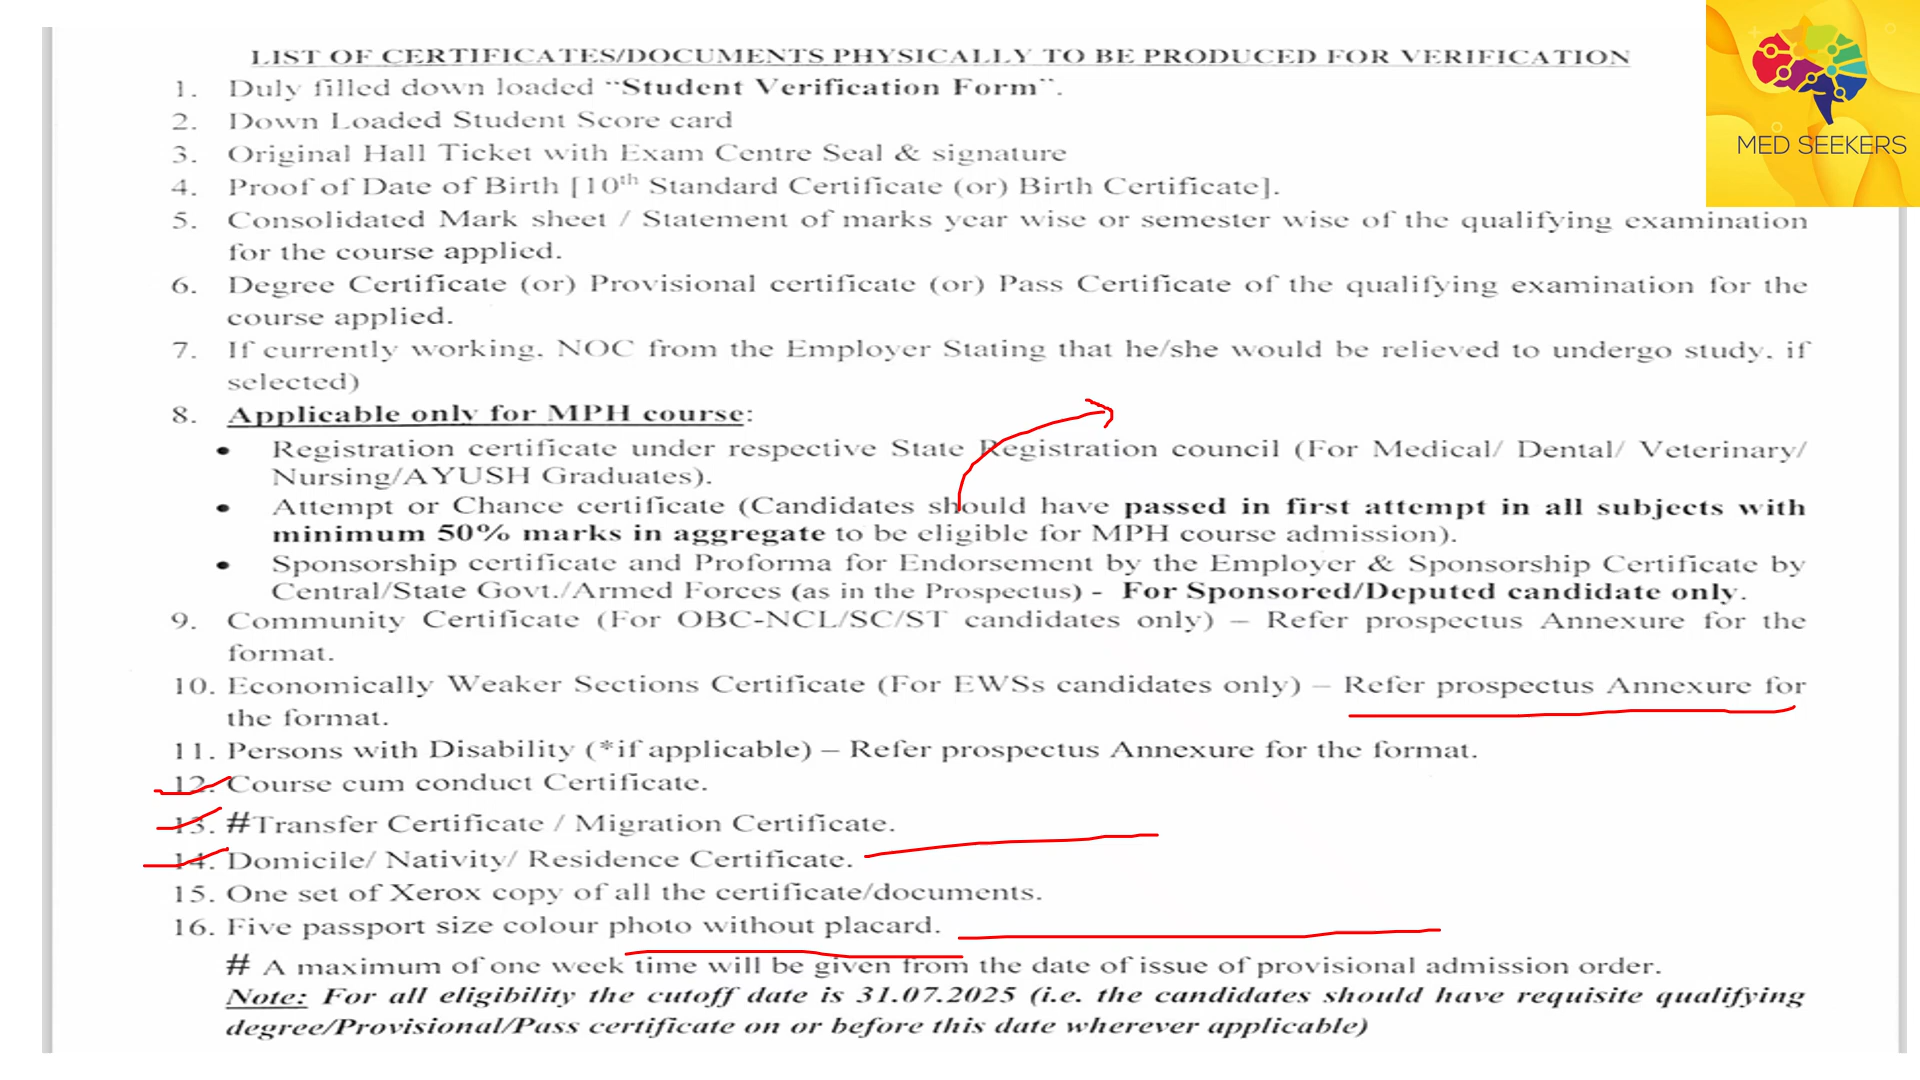 LIST OF CERTIFICATES/DOCUMENTS PHYSICALLY TO BE PRODUCED FOR VERIFICATION
MED SEEKERS
1. Duly filled down loaded “Student Verification Form”.
2. Down Loaded Student Score card
3. Original Hall Ticket with Exam Centre Seal & signature
4. Proof of Date of Birth [10th Standard Certificate (or) Birth Certificate].
5. Consolidated Mark sheet / Statement of marks year wise or semester wise of the qualifying examination
for the course applied.
6. Degree Certificate (or) Provisional certificate (or) Pass Certificate of the qualifying examination for the
course applied.
7. If currently working, NOC from the Employer Stating that he/she would be relieved to undergo study, if
selected)
8. Applicable only for MPH course:
• Registration certificate under respective State Registration council (For Medical/ Dental/ Veterinary/
Nursing/AYUSH Graduates).
• Attempt or Chance certificate (Candidates should have passed in first attempt in all subjects with
minimum 50% marks in aggregate to be eligible for MPH course admission).
• Sponsorship certificate and Proforma for Endorsement by the Employer & Sponsorship Certificate by
Central/State Govt./Armed Forces (as in the Prospectus) - For Sponsored/Deputed candidate only.
9. Community Certificate (For OBC-NCL/SC/ST candidates only) – Refer prospectus Annexure for the
format.
10. Economically Weaker Sections Certificate (For EWSs candidates only) – Refer prospectus Annexure for
the format.
11. Persons with Disability (*if applicable) – Refer prospectus Annexure for the format.
12. Course cum conduct Certificate.
13. #Transfer Certificate / Migration Certificate.
14. Domicile/ Nativity/ Residence Certificate.
15. One set of Xerox copy of all the certificate/documents.
16. Five passport size colour photo without placard.
# A maximum of one week time will be given from the date of issue of provisional admission order.
Note: For all eligibility the cutoff date is 31.07.2025 (i.e. the candidates should have requisite qualifying
degree/Provisional/Pass certificate on or before this date wherever applicable)